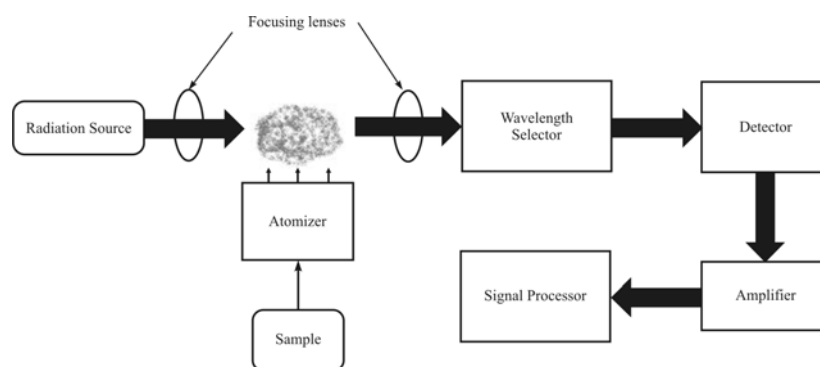 Focusing lenses
Radiation Source
Wavelength
Selector
Detector
Atomizer
Sample
Signal Processor
Amplifier